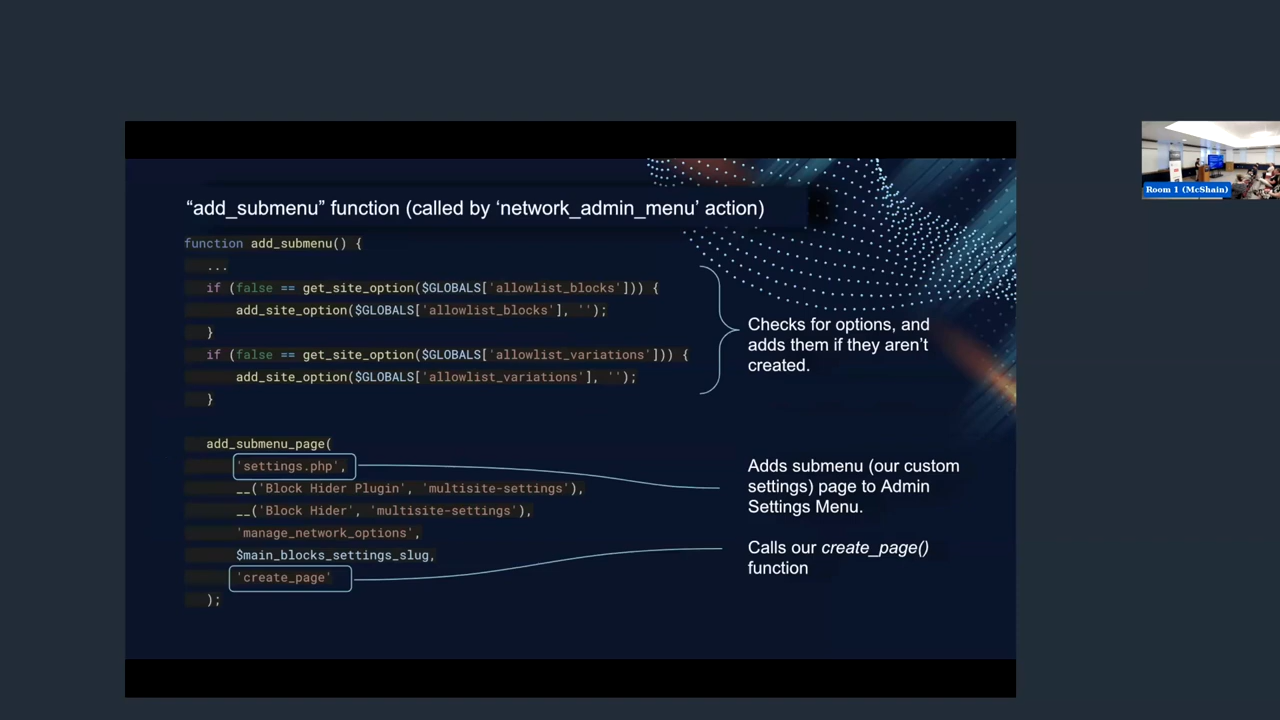 “add_submenu” function (called by ‘network_admin_menu’ action)
function add_submenu() {
...
if (false == get_site_option($GLOBALS['allowlist_blocks'])) {
add_site_option($GLOBALS['allowlist_blocks'], '');
}
if (false == get_site_option($GLOBALS['allowlist_variations'])) {
add_site_option($GLOBALS['allowlist_variations'], '');
}
Checks for options, and
adds them if they aren’t
created.
add_submenu_page(
'settings.php',
__('Block Hider Plugin', 'multisite-settings'),
__('Block Hider', 'multisite-settings'),
'manage_network_options',
$main_blocks_settings_slug,
'create_page'
);
Adds submenu (our custom
settings) page to Admin
Settings Menu.
Calls our create_page()
function
Room 1 (McShain)